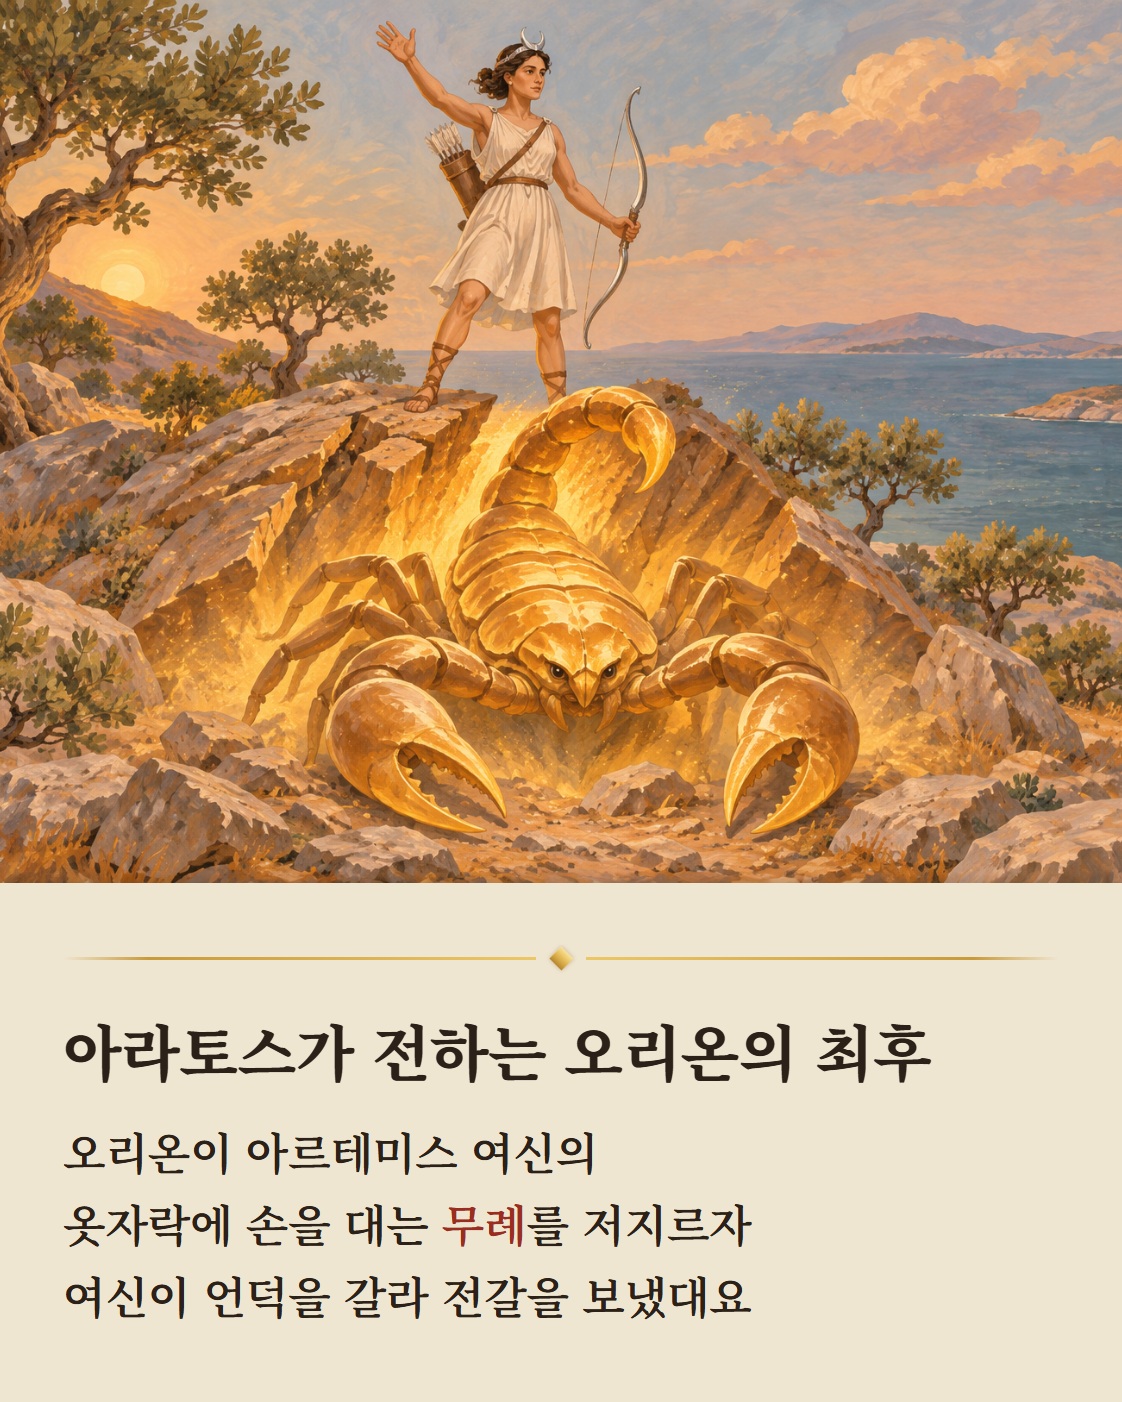 아라토스가 전하는 오리온의 최후
오리온이 아르테미스 여신의
옷자락에 손을 대는 무례를 저지르자
여신이 언덕을 갈라 전갈을 보냈대요